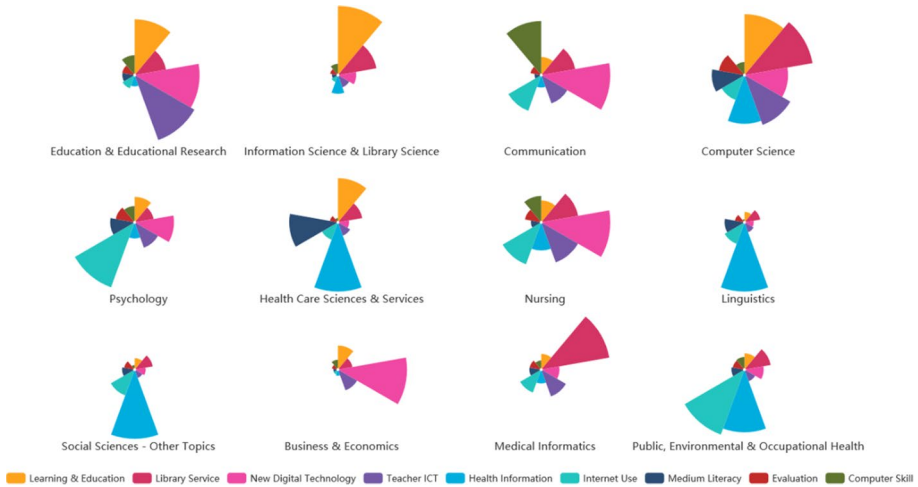 Education & Educational Research
Information Science & Library Science
Communication
Computer Science
Psychology
Health Care Sciences & Services
Nursing
Linguistics
Social Sciences - Other Topics
Business & Economics
Medical Informatics
Public, Environmental & Occupational Health
Learning & Education
Library Service
New Digital Technology
Teacher ICT
Health Information
Internet Use
Medium Literacy
Evaluation
Computer Skill